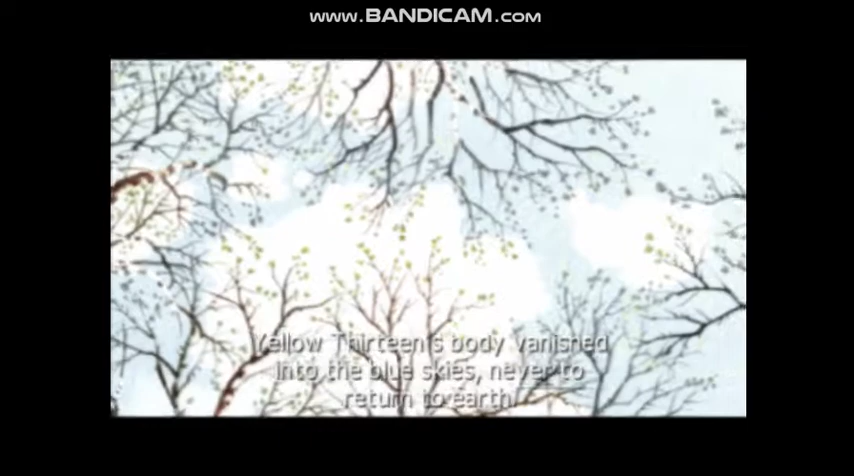 www.BANDICAM.com
Yellow Thirteen's body vanished
into the blue skies, never to
return to earth.